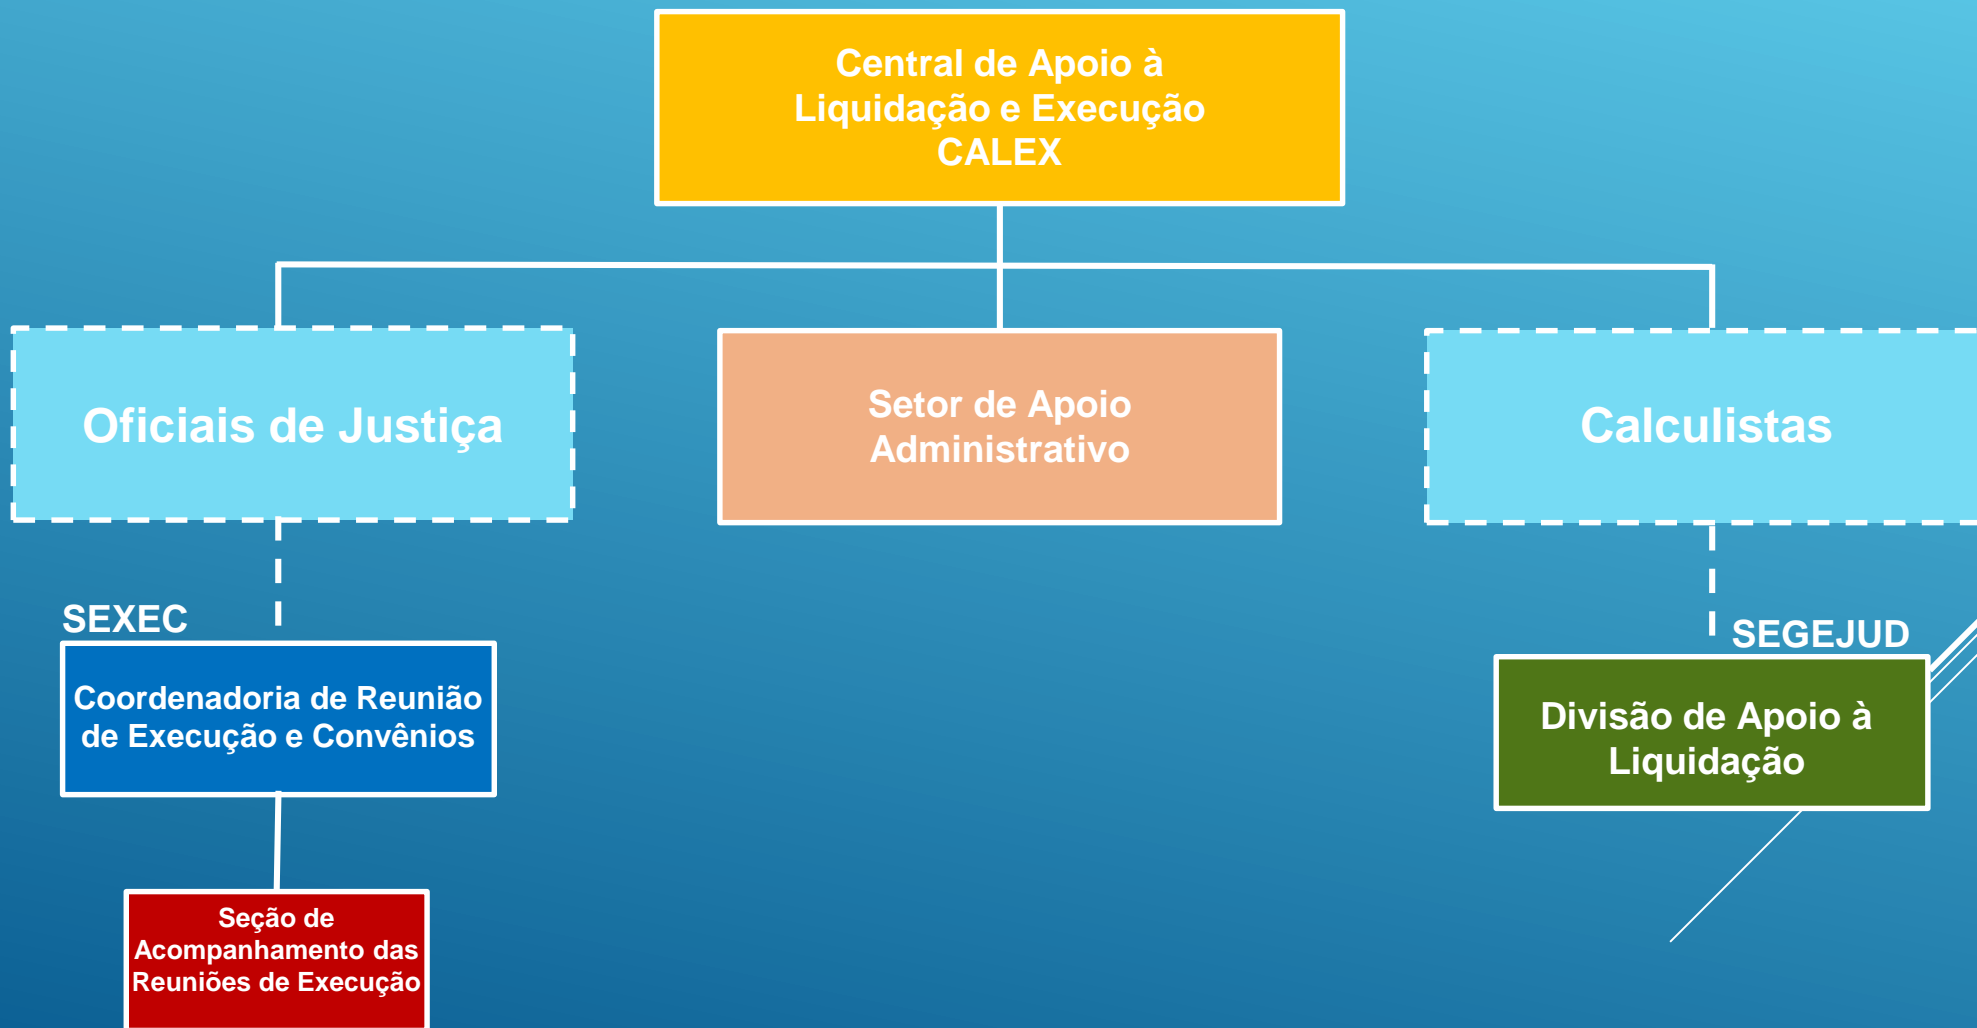 Central de Apoio à
Liquidação e Execução
CALEX
Oficiais de Justiça
Setor de Apoio
Administrativo
Calculistas
SEXEC
Coordenadoria de Reunião
de Execução e Convênios
SEGEJUD
Divisão de Apoio à
Liquidação
Seção de
Acompanhamento das
Reuniões de Execução